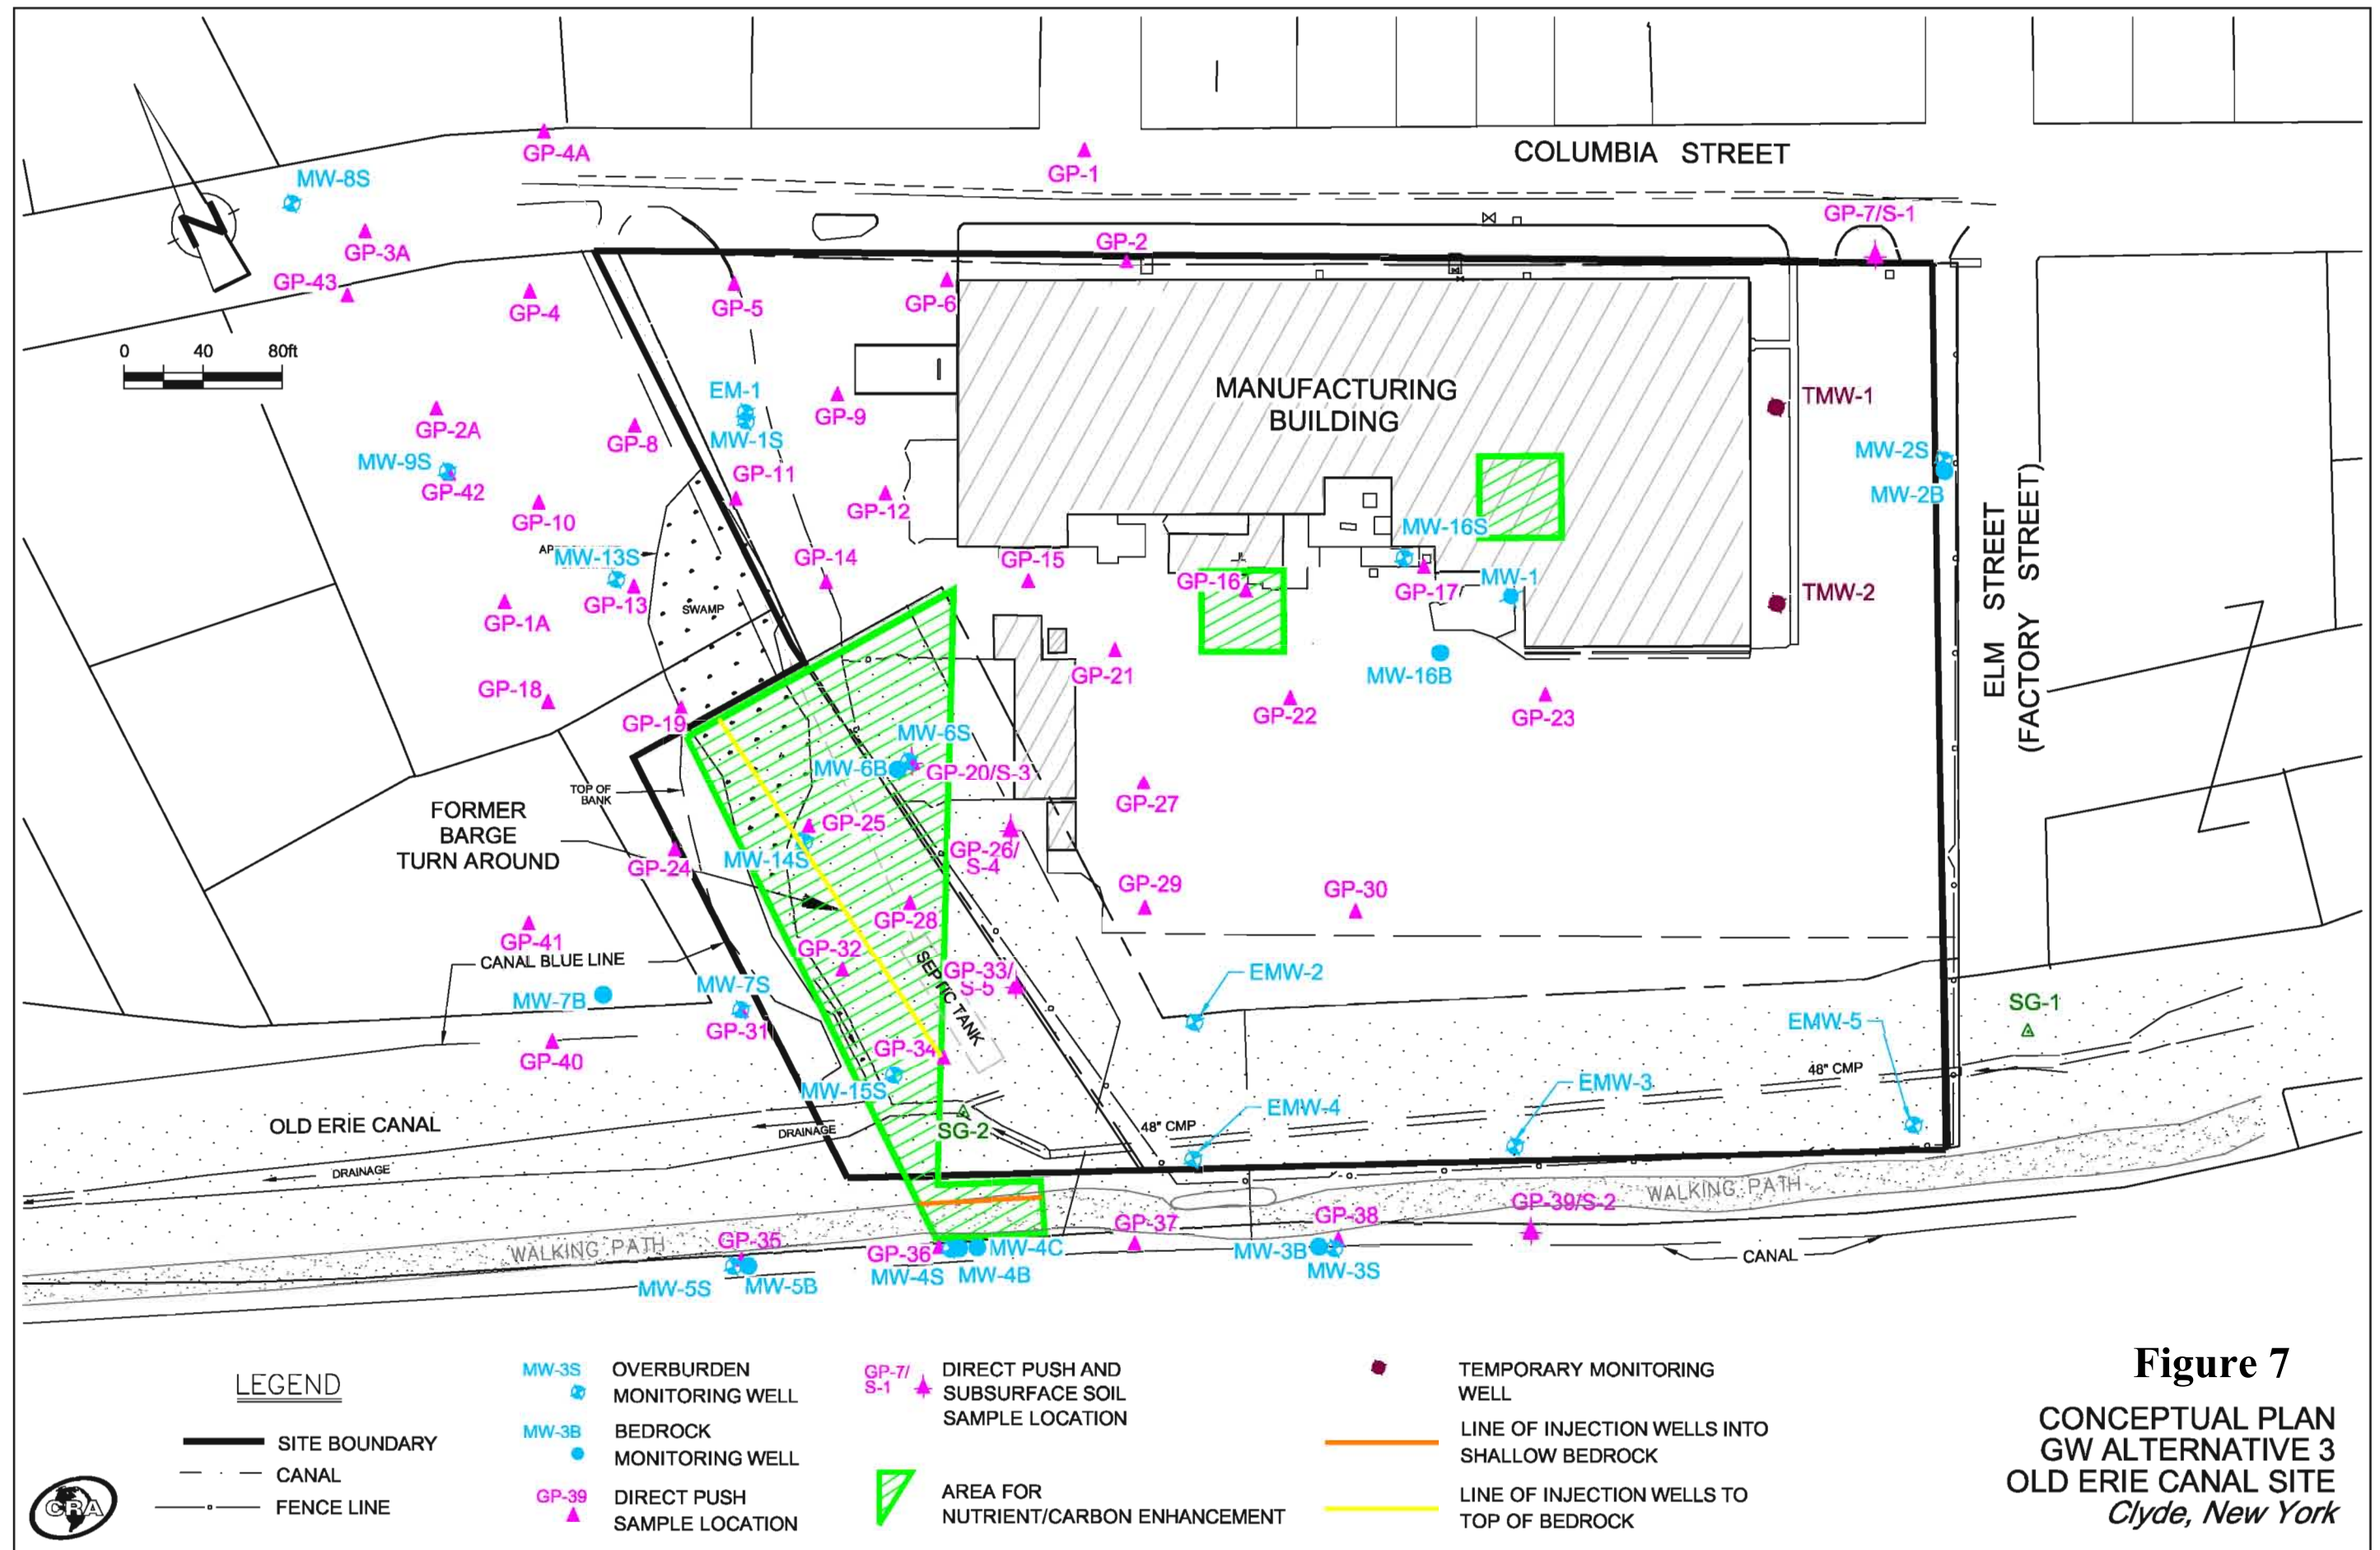 COLUMBIA STREET
GP-4A
GP-1
MW-8S
GP-7/S-1
N
GP-3A
GP-2
GP-43
GP-4
GP-5
GP-6
0 40 80ft
EM-1
MW-1S
GP-9
MANUFACTURING
BUILDING
TMW-1
GP-2A
GP-8
MW-9S
GP-42
GP-11
GP-12
MW-2S
MW-2B
GP-10
MW-16S
MW-13S
GP-13
GP-14
GP-15
GP-16
GP-17
MW-1
TMW-2
ELM STREET
(FACTORY STREET)
GP-1A
SWAMP
GP-18
GP-19
GP-21
MW-16B
GP-22
GP-23
MW-6S
MW-6B
GP-20/S-3
TOP OF
BANK
GP-27
FORMER
BARGE
TURN AROUND
GP-25
MW-14S
GP-24
GP-26/
S-4
GP-29
GP-30
GP-28
GP-41
GP-32
CANAL BLUE LINE
SEPTIC TANK
GP-33/
S-5
EMW-2
MW-7S
MW-7B
GP-31
SG-1
EMW-5
GP-40
GP-34
MW-15S
48" CMP
EMW-3
EMW-4
OLD ERIE CANAL
DRAINAGE
SG-2
48" CMP
DRAINAGE
WALKING PATH
GP-39/S-2
GP-38
GP-37
WALKING PATH
GP-35
GP-36
MW-4C
MW-3B
MW-3S
CANAL
MW-5S
MW-5B
MW-4S
MW-4B
LEGEND
SITE BOUNDARY
CANAL
FENCE LINE
MW-3S OVERBURDEN
MONITORING WELL
MW-3B BEDROCK
MONITORING WELL
GP-39 DIRECT PUSH
SAMPLE LOCATION
GP-7/
S-1
DIRECT PUSH AND
SUBSURFACE SOIL
SAMPLE LOCATION
AREA FOR
NUTRIENT/CARBON ENHANCEMENT
TEMPORARY MONITORING
WELL
LINE OF INJECTION WELLS INTO
SHALLOW BEDROCK
LINE OF INJECTION WELLS TO
TOP OF BEDROCK
CRA
Figure 7
CONCEPTUAL PLAN
GW ALTERNATIVE 3
OLD ERIE CANAL SITE
Clyde, New York